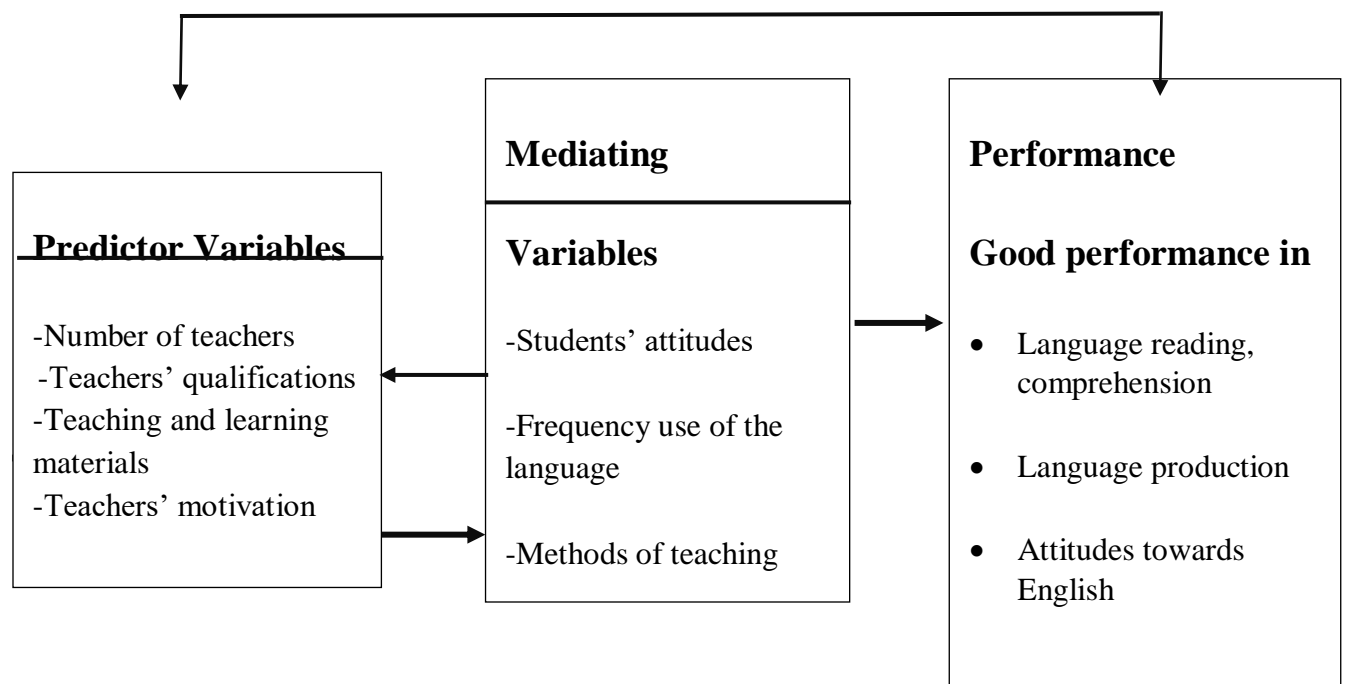 Predictor Variables
-Number of teachers
-Teachers’ qualifications
-Teaching and learning
materials
-Teachers’ motivation
Mediating
Variables
-Students’ attitudes
-Frequency use of the
language
-Methods of teaching
Performance
Good performance in
• Language reading,
comprehension
• Language production
• Attitudes towards
English